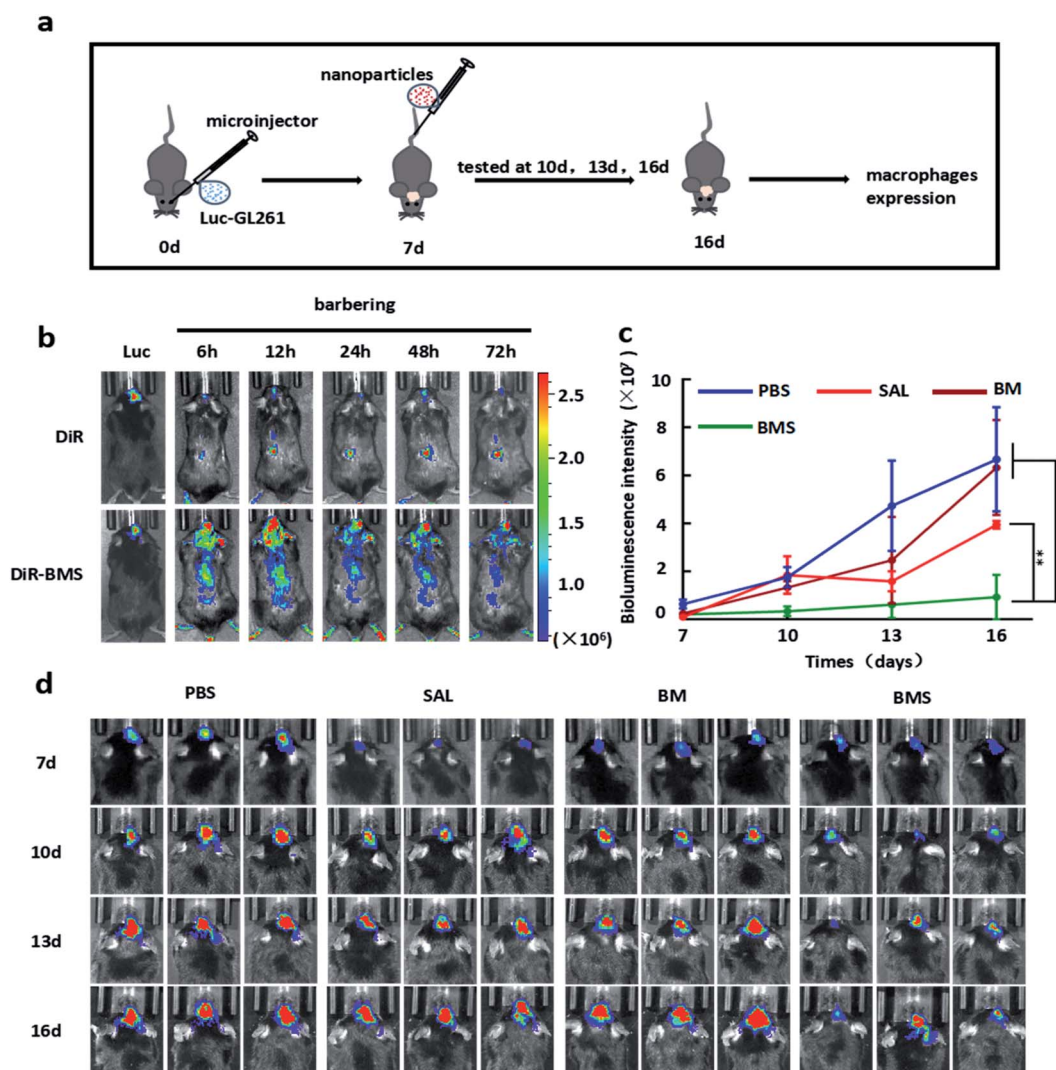 a
nanoparticles
microinjector
tested at 10d, 13d, 16d
macrophages
expression
Luc-GL261
0d
7d
16d
barbering
b
Luc 6h 12h 24h 48h 72h
DiR
DiR-BMS
2.5
2.0
1.5
1.0
(×10⁶)
c
Bioluminescence intensity (×10⁷)
10
8
6
4
2
0
PBS SAL BM
BMS
**
7 10 13 16
Times (days)
d
PBS SAL BM BMS
7d
10d
13d
16d